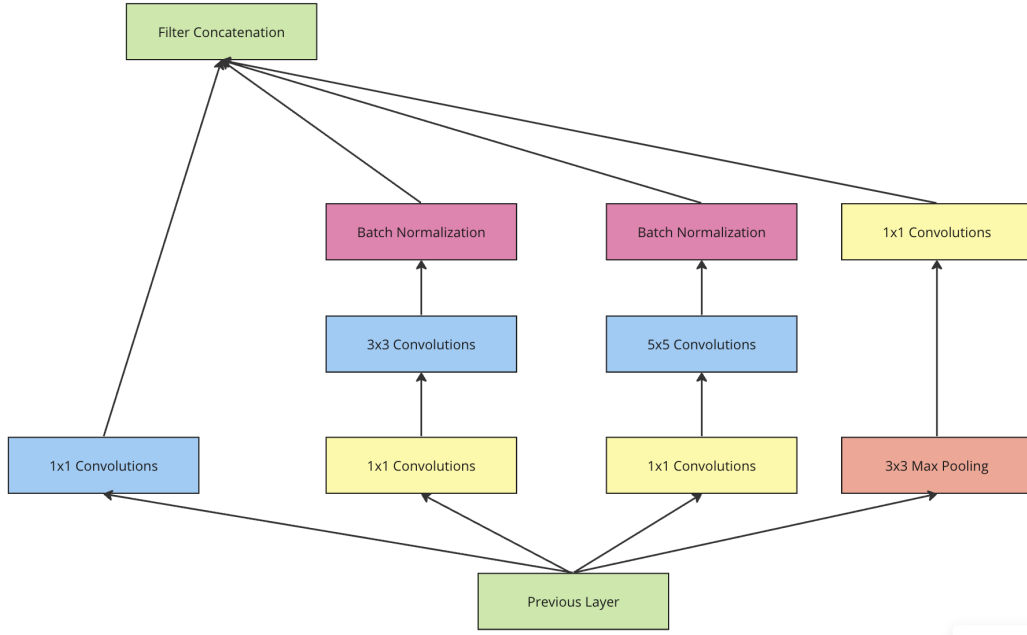 Filter Concatenation
Batch Normalization
Batch Normalization
1x1 Convolutions
3x3 Convolutions
5x5 Convolutions
1x1 Convolutions
1x1 Convolutions
1x1 Convolutions
3x3 Max Pooling
Previous Layer